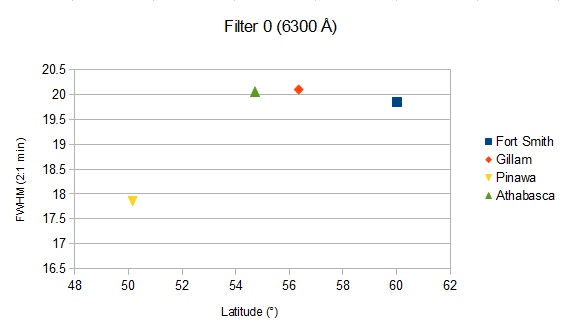 Filter 0 (6300 Å)
20.5
20
19.5
19
18.5
18
17.5
17
16.5
48 50 52 54 56 58 60 62
FWHM (2:1 min)
Latitude (°)
Fort Smith
Gillam
Pinawa
Athabasca